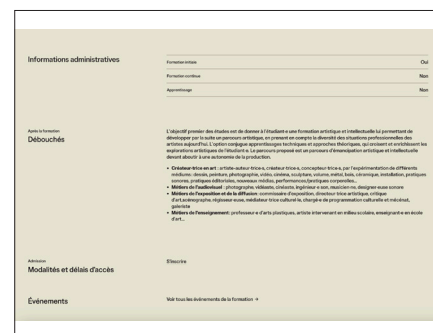 Informations administratives
Formation initiale
Oui
Formation continue
Non
Apprentissage
Non
Après la formation
Débouchés
L'objectif premier des études est de donner à l'étudiant·e une formation artistique et intellectuelle lui permettant de
développer par la suite un parcours artistique, en prenant en compte la diversité des situations professionnelles des
artistes aujourd'hui. L'option conjugue apprentissages techniques et approches théoriques, qui croisent et enrichissent les
explorations artistiques de l'étudiant·e. Le parcours proposé est un parcours d'émancipation artistique et intellectuelle
devant aboutir à une autonomie de la production.
• Créateur·trice en art : artiste-auteur·trice·s, créateur·trice·s, concepteur·trice·s, par l'expérimentation de différents
médiums : dessin, peinture, photographie, vidéo, cinéma, sculpture, volume, métal, bois, céramique, installation, pratiques
sonores, pratiques éditoriales, nouveaux médias, performances/pratiques corporelles...
• Métiers de l'audiovisuel : photographe, vidéaste, cinéaste, ingénieur·e son, musicien·ne, designer·euse sonore
• Métiers de l'exposition et de la diffusion : commissaire d'exposition, directeur·trice artistique, critique
d'art, scénographe, régisseur·euse, médiateur·trice culturel·le, chargé·e de programmation culturelle et mécénat,
galeriste
• Métiers de l'enseignement : professeur·e d'arts plastiques, artiste intervenant en milieu scolaire, enseignant·e en école
d'art...
Admission
Modalités et délais d'accès
S'inscrire
Événements
Voir tous les événements de la formation →